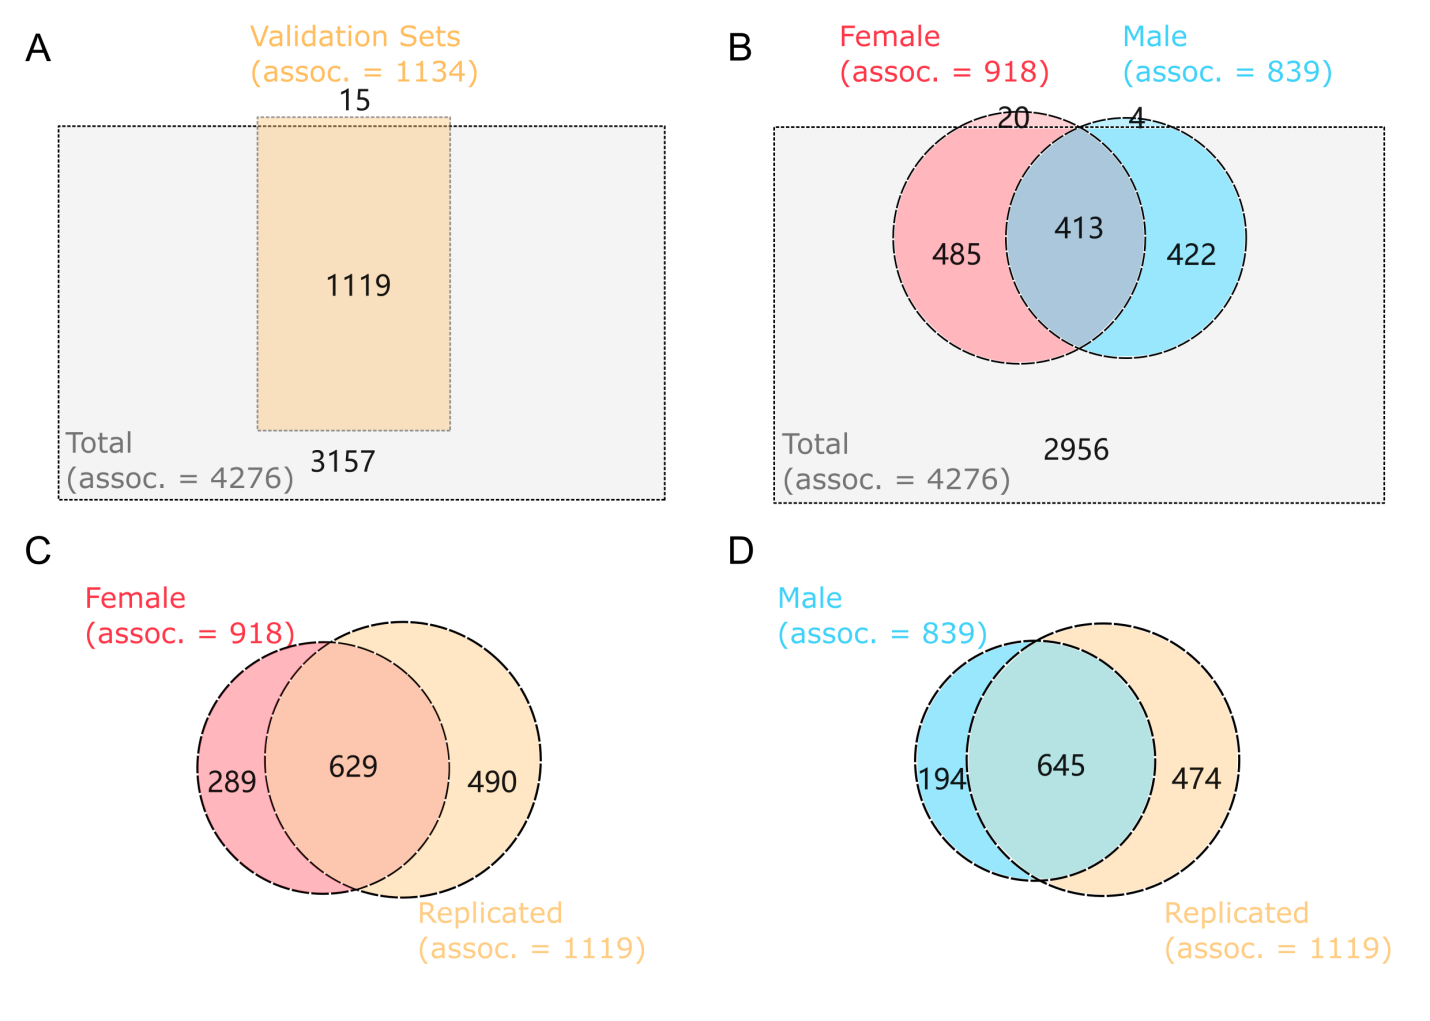 A
Validation Sets
(assoc. = 1134)
15
1119
Total
(assoc. = 4276)
3157
B
Female
(assoc. = 918)
Male
(assoc. = 839)
20
4
485
413
422
Total
(assoc. = 4276)
2956
C
Female
(assoc. = 918)
289
629
490
Replicated
(assoc. = 1119)
D
Male
(assoc. = 839)
194
645
474
Replicated
(assoc. = 1119)